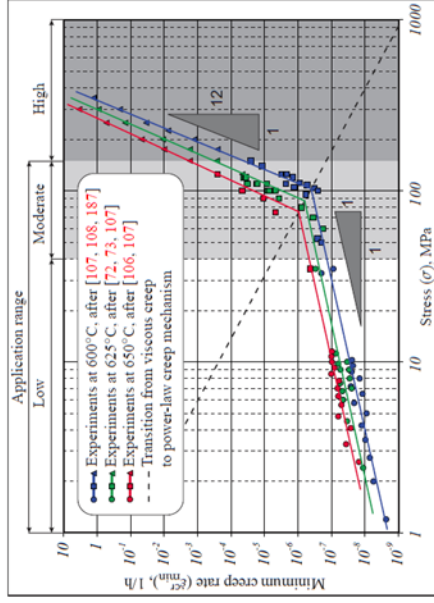 Application range
Low
Moderate
High
Experiments at 600°C, after [107, 108, 187]
Experiments at 625°C, after [72, 73, 107]
Experiments at 650°C, after [106, 107]
Transition from viscous creep
to power-law creep mechanism
12
1
1
1
10
1
10⁻¹
10⁻²
10⁻³
10⁻⁴
10⁻⁵
10⁻⁶
10⁻⁷
10⁻⁸
10⁻⁹
Minimum creep rate (ε̇ᶜʳₘᵢₙ), 1/h
1
10
100
1000
Stress (σ), MPa